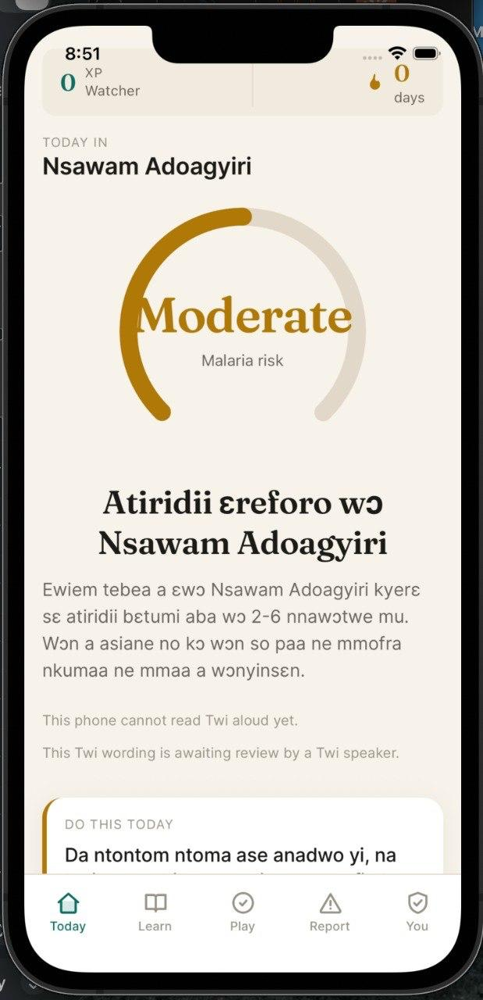 8:51
0 XP
Watcher
0
days
TODAY IN
Nsawam Adoagyiri
Moderate
Malaria risk
Atiridii ɛreforo wɔ
Nsawam Adoagyiri
Ewiem tebea a ɛwɔ Nsawam Adoagyiri kyerɛ
sɛ atiridii bɛtumi aba wɔ 2-6 nnawɔtwe mu.
Wɔn a asiane no kɔ wɔn so paa ne mmofra
nkumaa ne mmaa a wɔnyinsɛn.
This phone cannot read Twi aloud yet.
This Twi wording is awaiting review by a Twi speaker.
DO THIS TODAY
Da ntontom ntoma ase anadwo yi, na
Today Learn Play Report You